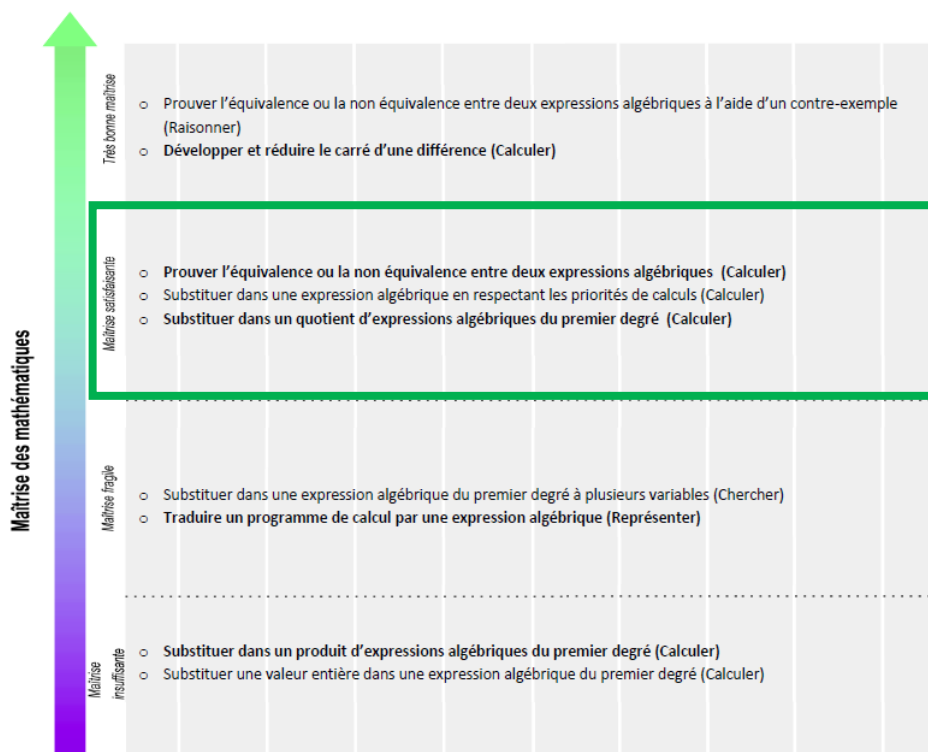 Maîtrise des mathématiques
Très bonne maîtrise
o Prouver l'équivalence ou la non équivalence entre deux expressions algébriques à l'aide d'un contre-exemple
(Raisonner)
o Développer et réduire le carré d'une différence (Calculer)
Maîtrise satisfaisante
o Prouver l'équivalence ou la non équivalence entre deux expressions algébriques (Calculer)
o Substituer dans une expression algébrique en respectant les priorités de calculs (Calculer)
o Substituer dans un quotient d'expressions algébriques du premier degré (Calculer)
Maîtrise fragile
o Substituer dans une expression algébrique du premier degré à plusieurs variables (Chercher)
o Traduire un programme de calcul par une expression algébrique (Représenter)
Maîtrise
insuffisante
o Substituer dans un produit d'expressions algébriques du premier degré (Calculer)
o Substituer une valeur entière dans une expression algébrique du premier degré (Calculer)